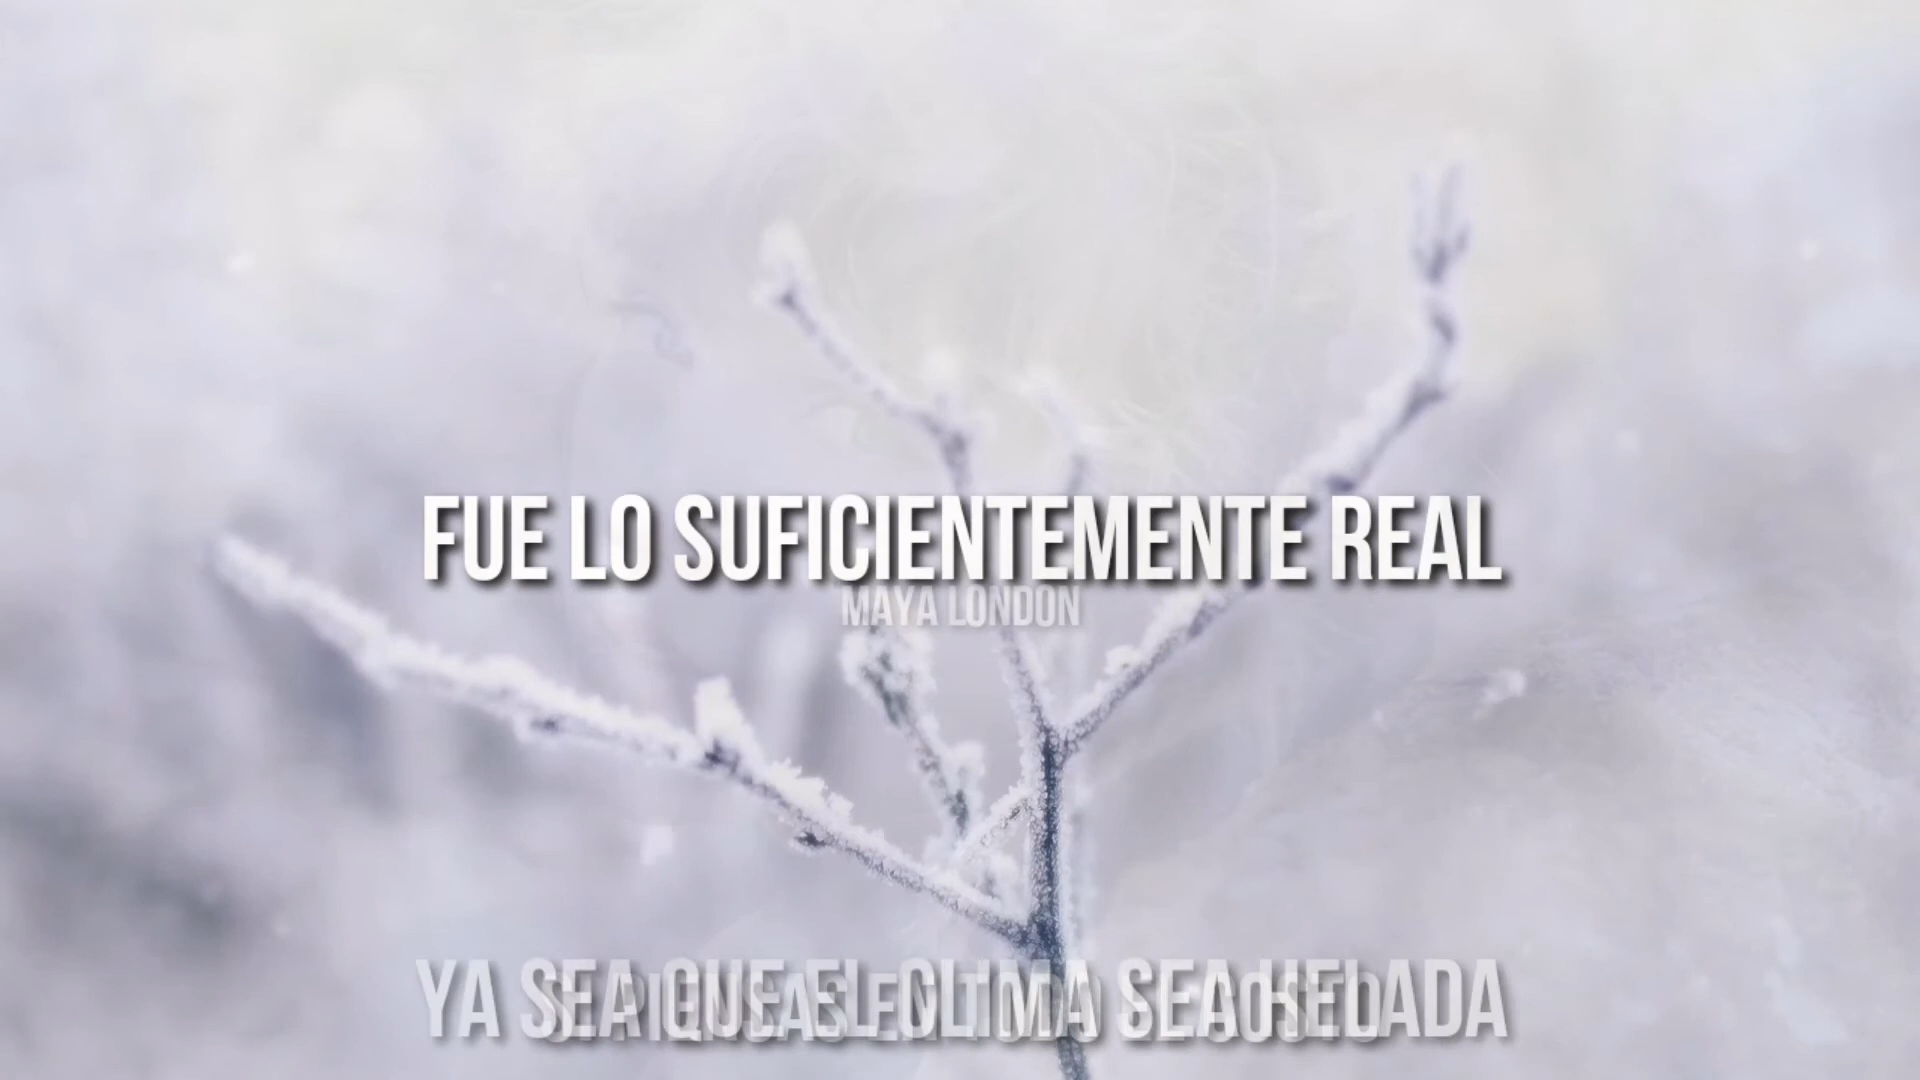 FUE LO SUFICIENTEMENTE REAL
MAYA LONDON
YA SEA QUE EL CLIMA SEA HELADA